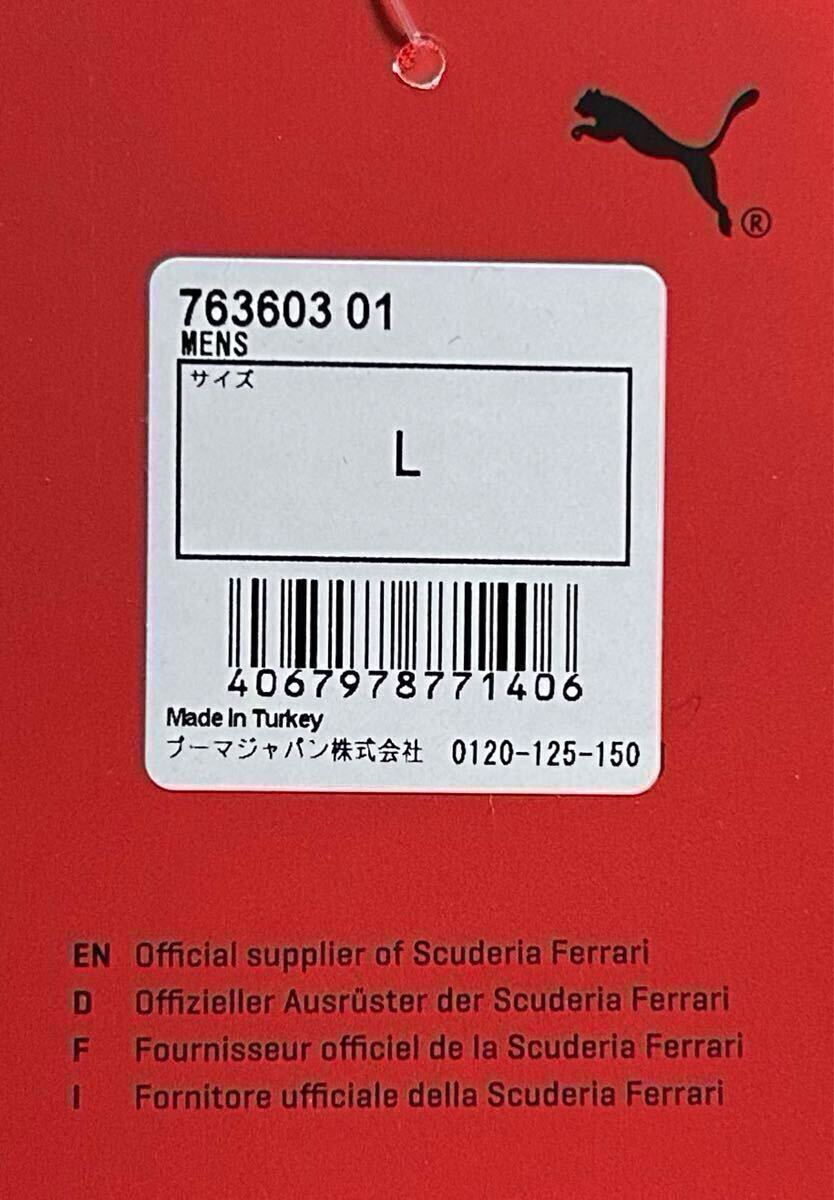 ®
763603 01
MENS
サイズ
L
4067978771406
Made In Turkey
プーマジャパン株式会社 0120-125-150
EN Official supplier of Scuderia Ferrari
D Offizieller Ausrüster der Scuderia Ferrari
F Fournisseur officiel de la Scuderia Ferrari
I Fornitore ufficiale della Scuderia Ferrari